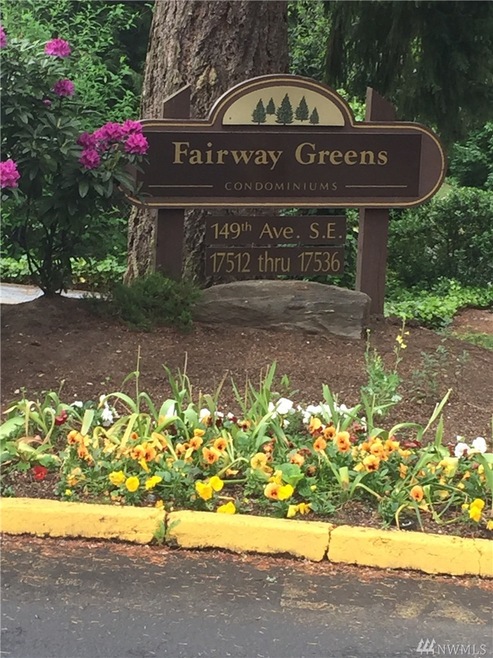 Fairway Greens
CONDOMINIUMS
149th Ave. S.E.
17512 thru 17536
NWMLS